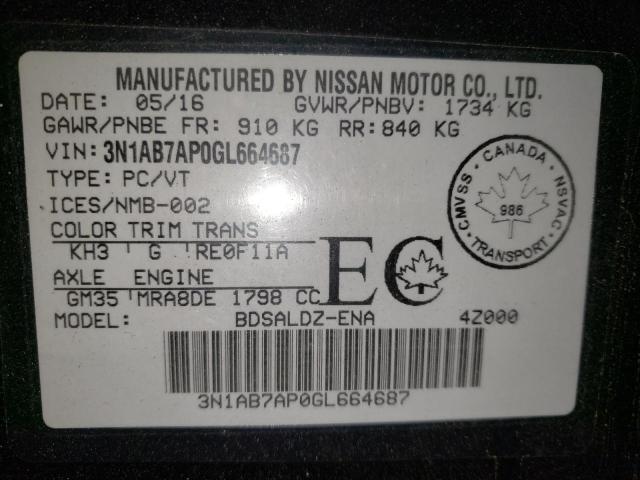 MANUFACTURED BY NISSAN MOTOR CO., LTD.
DATE: 05/16 GVWR/PNBV: 1734 KG
GAWR/PNBE FR: 910 KG RR: 840 KG
VIN: 3N1AB7AP0GL664687
TYPE: PC/VT
ICES/NMB-002
COLOR TRIM TRANS
KH3 G RE0F11A
AXLE ENGINE
GM35 MRA8DE 1798 CC
EC
CANADA
CMVSS NSVAC
986
TRANSPORT
MODEL: BDSALDZ-ENA 4Z000
3N1AB7AP0GL664687